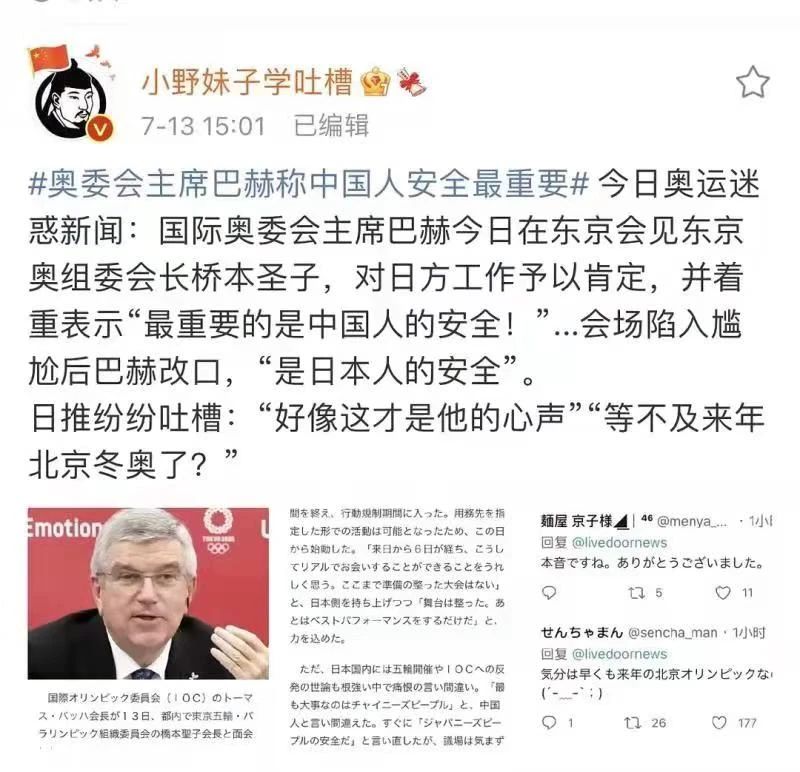 小野妹子学吐槽
7-13 15:01 已编辑
#奥委会主席巴赫称中国人安全最重要# 今日奥运迷
惑新闻：国际奥委会主席巴赫今日在东京会见东京
奥组委会长桥本圣子，对日方工作予以肯定，并着
重表示“最重要的是中国人的安全！”...会场陷入尴
尬后巴赫改口，“是日本人的安全”。
日推纷纷吐槽：“好像这才是他的心声”“等不及来年
北京冬奥了？”
Emotion
TOKYO 2020
国際オリンピック委員会（ＩＯＣ）のトーマ
ス・バッハ会長が１３日、都内で東京五輪・パ
ラリンピック組織委員会の橋本聖子会長と面会
間を終え、行動規制期間に入った。用務先を指
定した形での活動は可能となったため、この日
から始動した。「来日から６日が経ち、こうし
てリアルでお会いすることができることをうれ
しく思う。ここまで準備の整った大会はない」
と、日本側を持ち上げつつ「舞台は整った。あ
とはベストパフォーマンスをするだけだ」と、
力を込めた。
ただ、日本国内には五輪開催やＩＯＣへの反
発の世論も根強い中で痛恨の言い間違い。「最
も大事なのはチャイニーズピープル」と、中国
人と言い間違えた。すぐに「ジャパニーズピー
プルの安全だ」と言い直したが、議場は気まず
麺屋 京子様◢│⁴⁶ @menya_... · 1小
回复 @livedoornews
本音ですね。ありがとうございました。
5 11
せんちゃまん @sencha_man · 1小时
回复 @livedoornews
気分は早くも来年の北京オリンピックな
(´-﹏-`；)
1 26 177